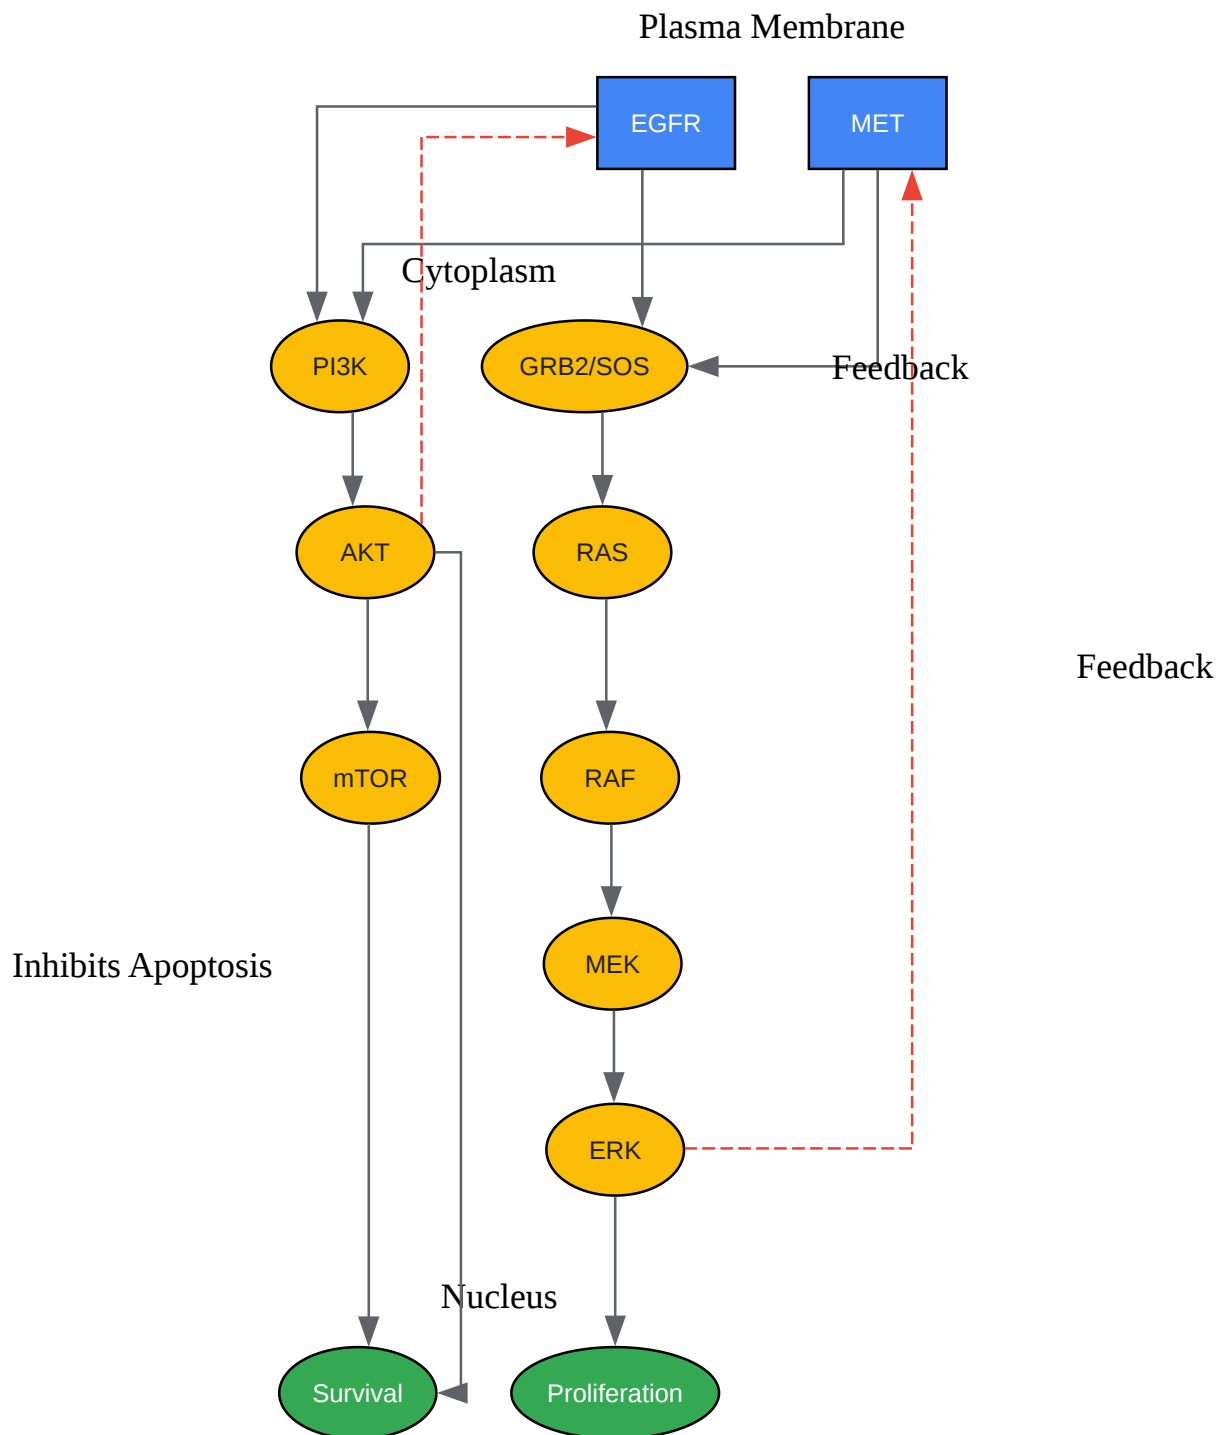 Plasma Membrane
EGFR
MET
Cytoplasm
PI3K
GRB2/SOS
Feedback
AKT
RAS
Feedback
mTOR
RAF
Inhibits Apoptosis
MEK
ERK
Nucleus
Survival
Proliferation